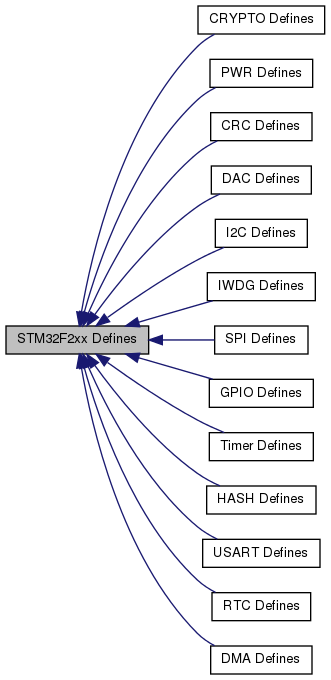 CRYPTO Defines
PWR Defines
CRC Defines
DAC Defines
I2C Defines
IWDG Defines
STM32F2xx Defines
SPI Defines
GPIO Defines
Timer Defines
HASH Defines
USART Defines
RTC Defines
DMA Defines